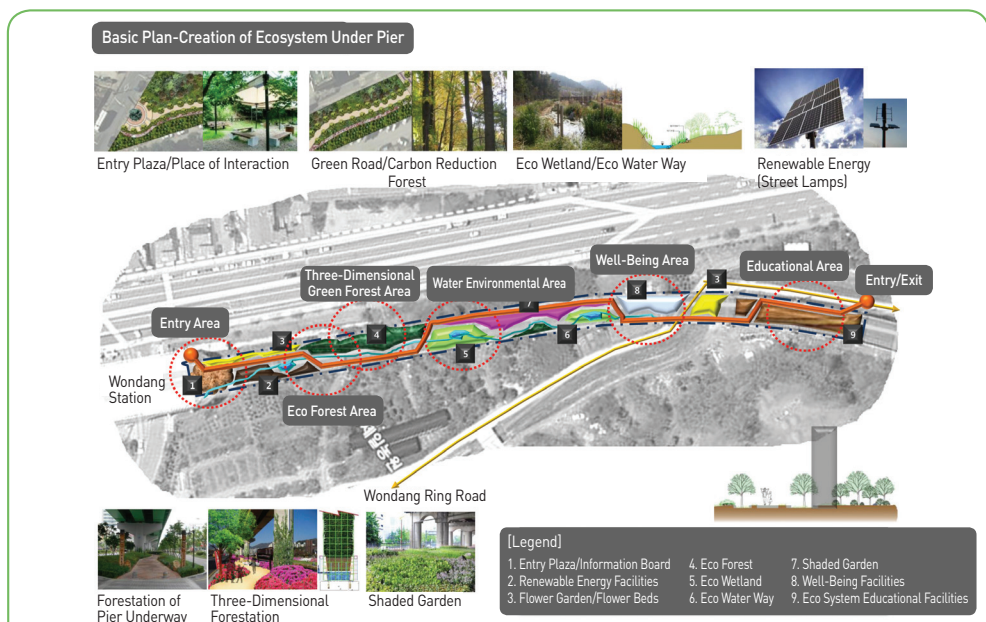 Basic Plan-Creation of Ecosystem Under Pier
Entry Plaza/Place of Interaction
Green Road/Carbon Reduction
Forest
Eco Wetland/Eco Water Way
Renewable Energy
(Street Lamps)
Entry Area
Three-Dimensional
Green Forest Area
Water Environmental Area
Well-Being Area
Educational Area
Entry/Exit
Wondang
Station
Eco Forest Area
1
2
3
4
5
6
7
8
3
9
제일농원
Wondang Ring Road
Forestation of
Pier Underway
Three-Dimensional
Forestation
Shaded Garden
[Legend]
1. Entry Plaza/Information Board
2. Renewable Energy Facilities
3. Flower Garden/Flower Beds
4. Eco Forest
5. Eco Wetland
6. Eco Water Way
7. Shaded Garden
8. Well-Being Facilities
9. Eco System Educational Facilities